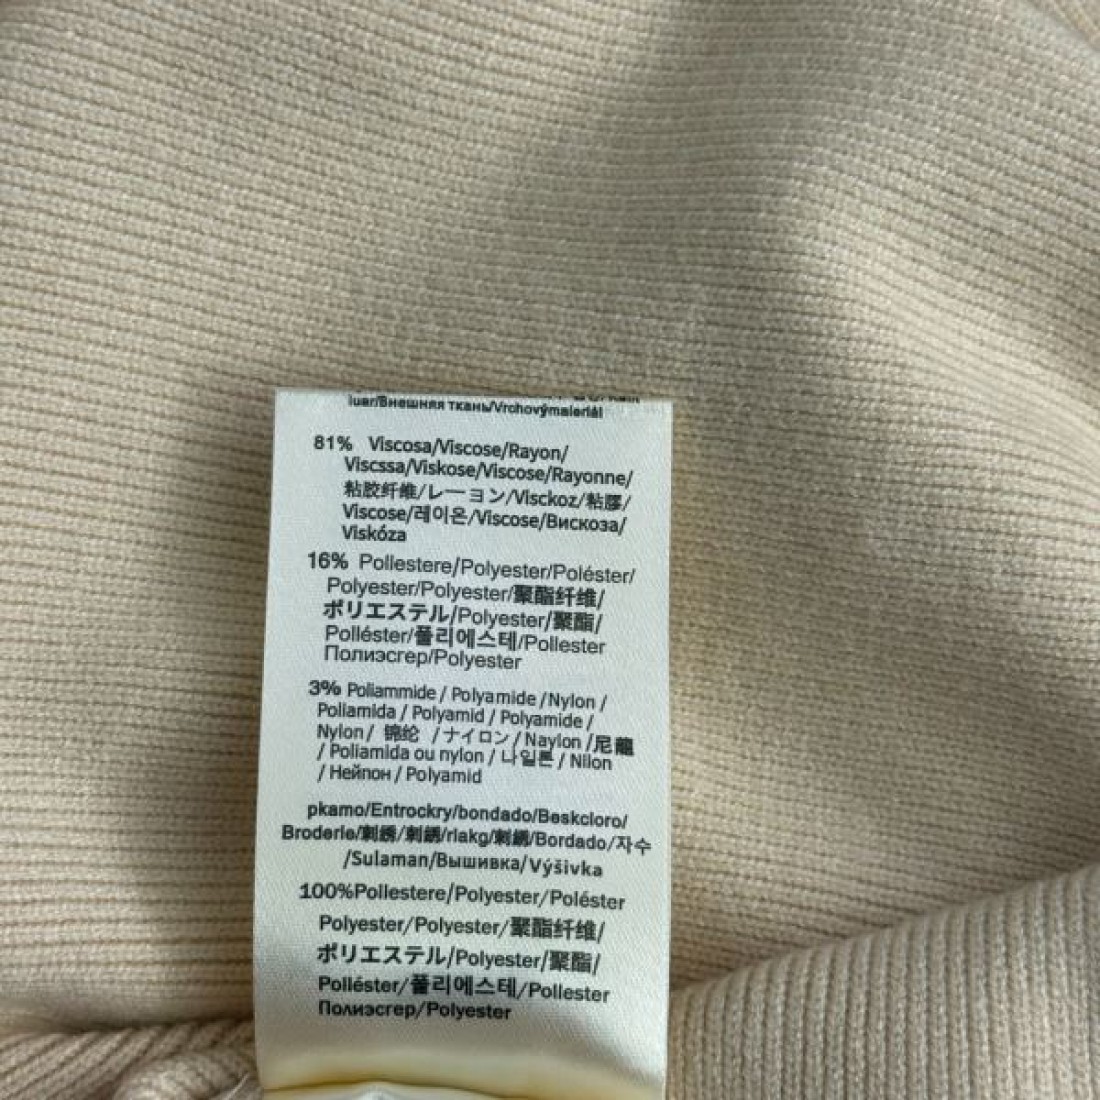 luar/Внешняя ткань/Vrchovýmaleriál
81% Viscosa/Viscose/Rayon/
Viscssa/Viskose/Viscose/Rayonne/
粘胶纤维/レーヨン/Visckoz/粘膠/
Viscose/레이온/Viscose/Вискоза/
Viskóza
16% Pollestere/Polyester/Poléster/
Polyester/Polyester/聚酯纤维/
ポリエステル/Polyester/聚酯/
Polléster/폴리에스테/Pollester
Полиэсгер/Polyester
3% Poliammide / Polyamide /Nylon /
Poliamida / Polyamid / Polyamide /
Nylon / 锦纶 /ナイロン / Naylon /尼龍
/ Poliamida ou nylon / 나일론 / Nilon
/ Нейпон / Polyamid
pkamo/Entrockry/bondado/Beskcloro/
Broderle/刺绣/刺繡/rlakg/刺繡/Bordado/자수
/Sulaman/Вышивка/Výšivka
100%Pollestere/Polyester/Poléster
Polyester/Polyester/聚酯纤维/
ポリエステル/Polyester/聚酯/
Polléster/폴리에스테/Pollester
Полиэсгер/Polyester